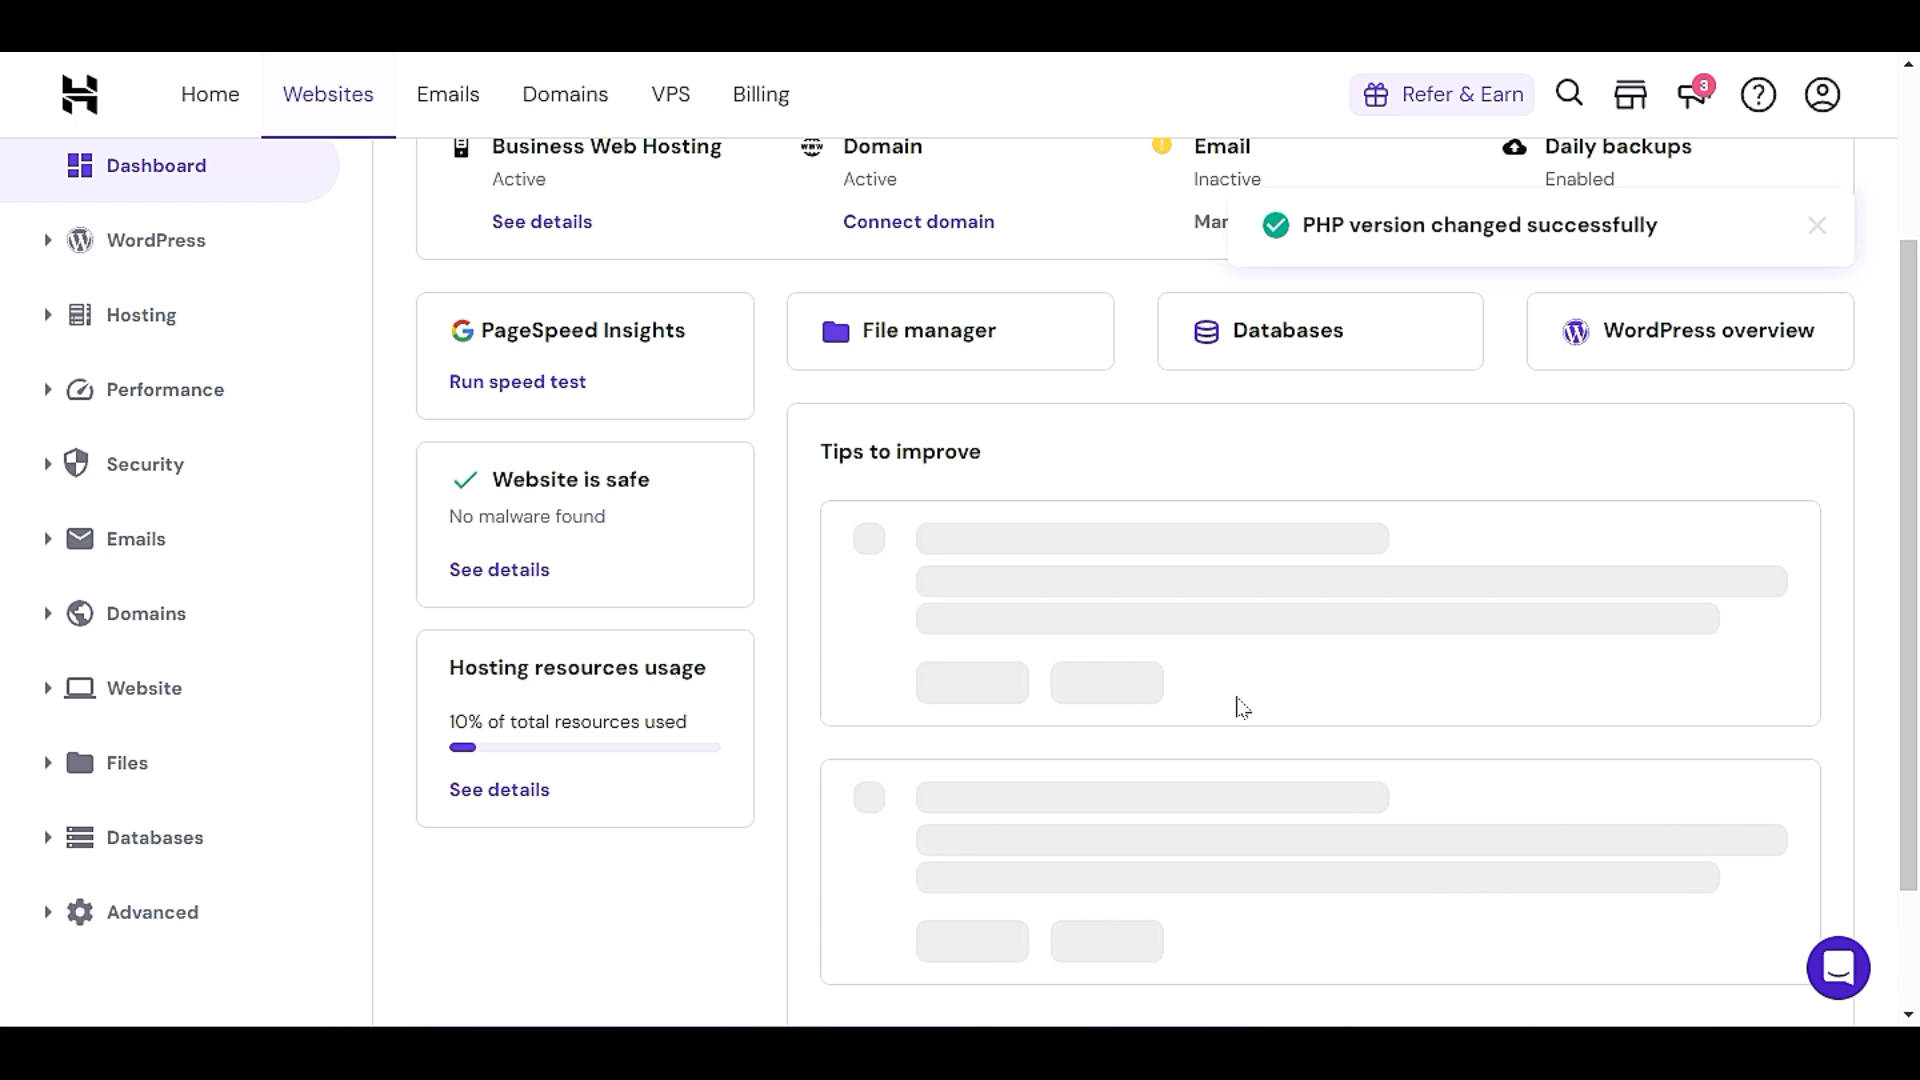 Home
Websites
Emails
Domains
VPS
Billing
Refer & Earn
3
Dashboard
WordPress
Hosting
Performance
Security
Emails
Domains
Website
Files
Databases
Advanced
Business Web Hosting
Active
See details
WWW
Domain
Active
Connect domain
Email
Inactive
Mar
Daily backups
Enabled
PHP version changed successfully
PageSpeed Insights
Run speed test
File manager
Databases
WordPress overview
Website is safe
No malware found
See details
Hosting resources usage
10% of total resources used
See details
Tips to improve